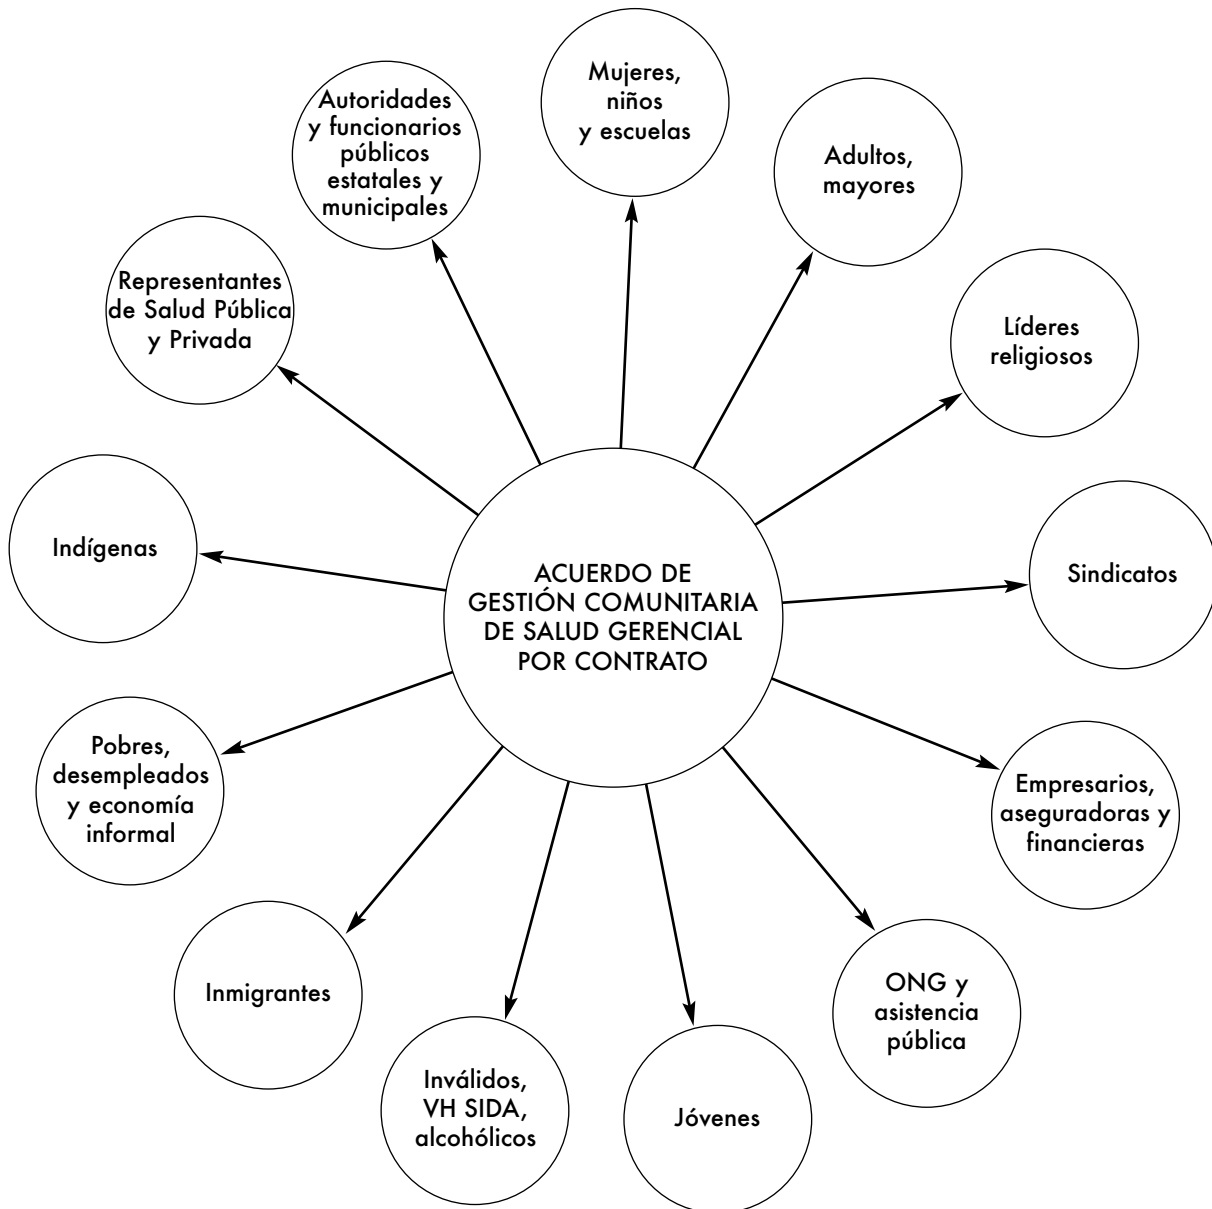 Mujeres,
niños
y escuelas
Adultos,
mayores
Líderes
religiosos
Sindicatos
Empresarios,
aseguradoras y
financieras
ONG y
asistencia
pública
Jóvenes
Inválidos,
VH SIDA,
alcohólicos
Inmigrantes
Pobres,
desempleados
y economía
informal
Indígenas
Representantes
de Salud Pública
y Privada
Autoridades
y funcionarios
públicos
estatales y
municipales
ACUERDO DE
GESTIÓN COMUNITARIA
DE SALUD GERENCIAL
POR CONTRATO